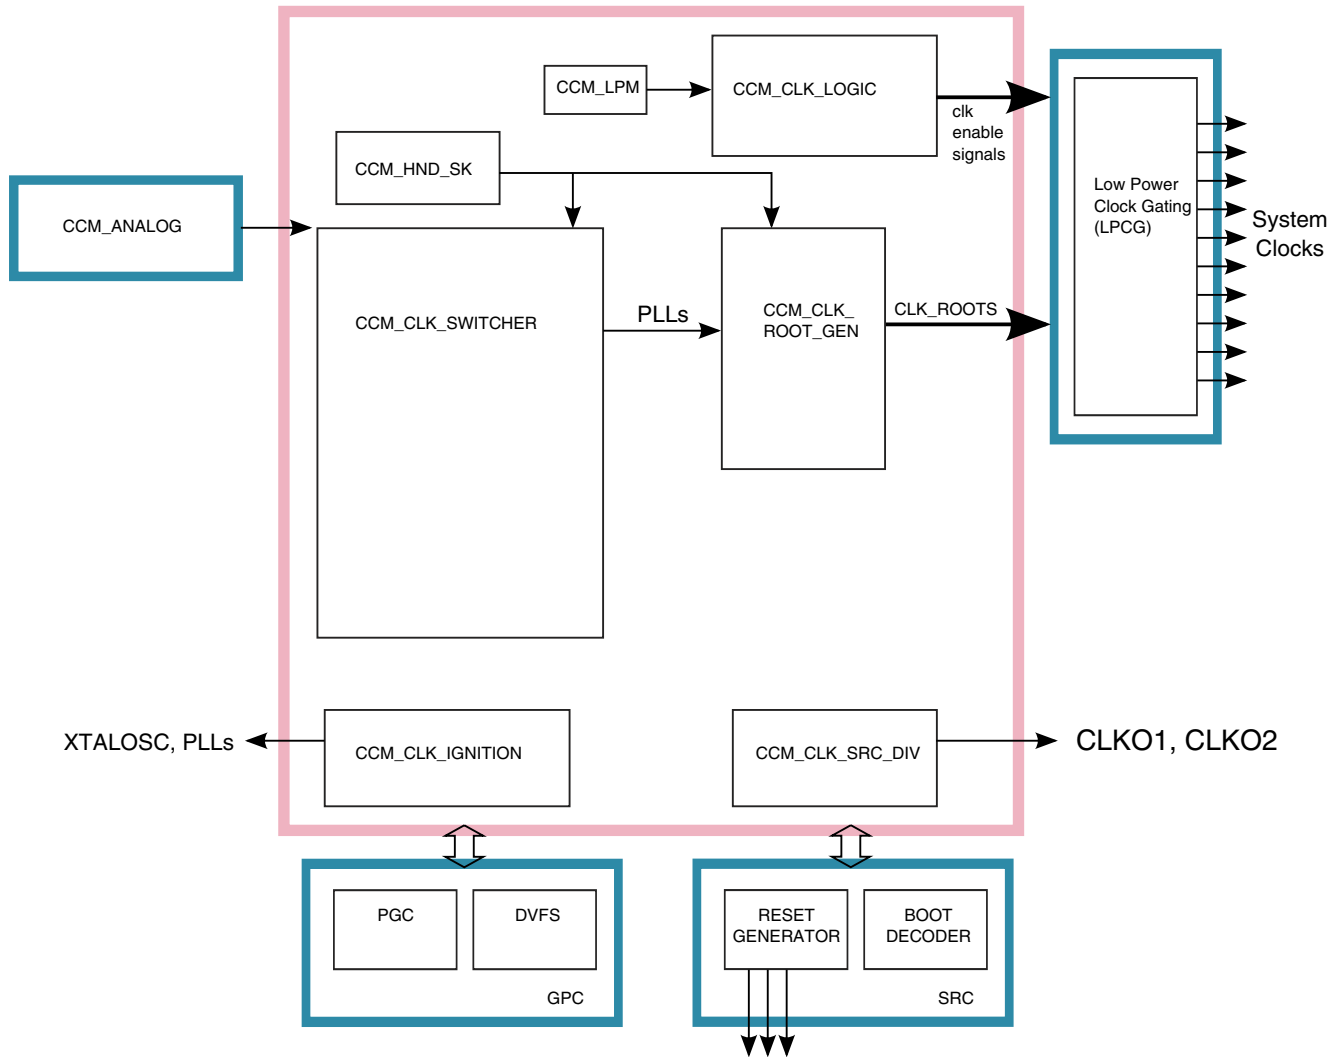 CCM_LPM
CCM_CLK_LOGIC
clk
enable
signals
CCM_HND_SK
CCM_ANALOG
Low Power
Clock Gating
(LPCG)
System
Clocks
CCM_CLK_SWITCHER
PLLs
CCM_CLK_
ROOT_GEN
CLK_ROOTS
XTALOSC, PLLs
CCM_CLK_IGNITION
CCM_CLK_SRC_DIV
CLKO1, CLKO2
PGC
DVFS
GPC
RESET
GENERATOR
BOOT
DECODER
SRC